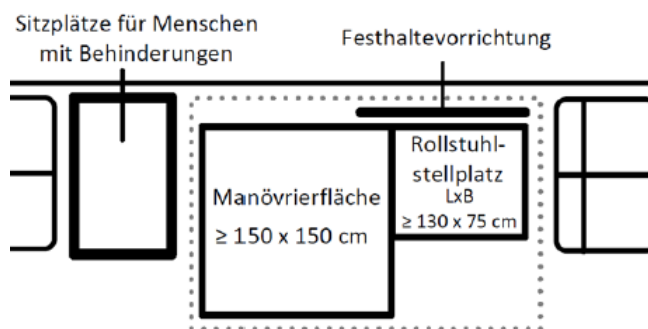 Sitzplätze für Menschen
mit Behinderungen
Festhaltevorrichtung
Manövrierfläche
≥ 150 x 150 cm
Rollstuhl-
stellplatz
LxB
≥ 130 x 75 cm